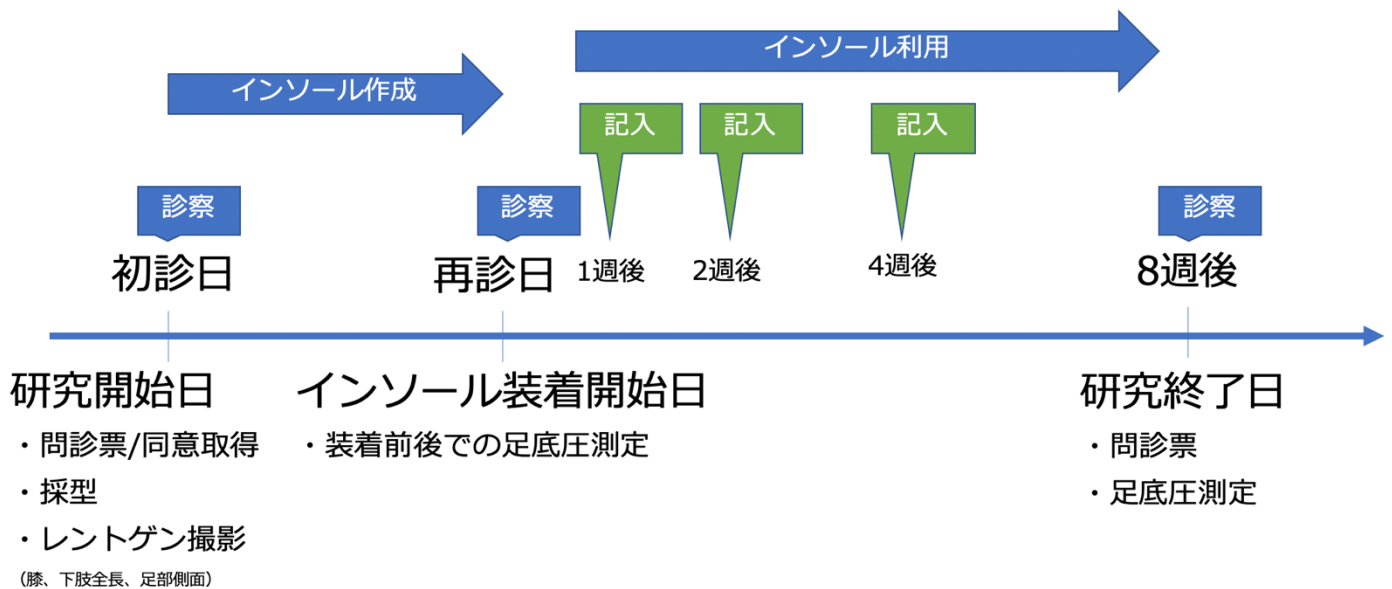 インソール作成
インソール利用
記入
記入
記入
診察
診察
診察
初診日
再診日
1週後
2週後
4週後
8週後
研究開始日
・問診票/同意取得
・採型
・レントゲン撮影
（膝、下肢全長、足部側面）
インソール装着開始日
・装着前後での足底圧測定
研究終了日
・問診票
・足底圧測定